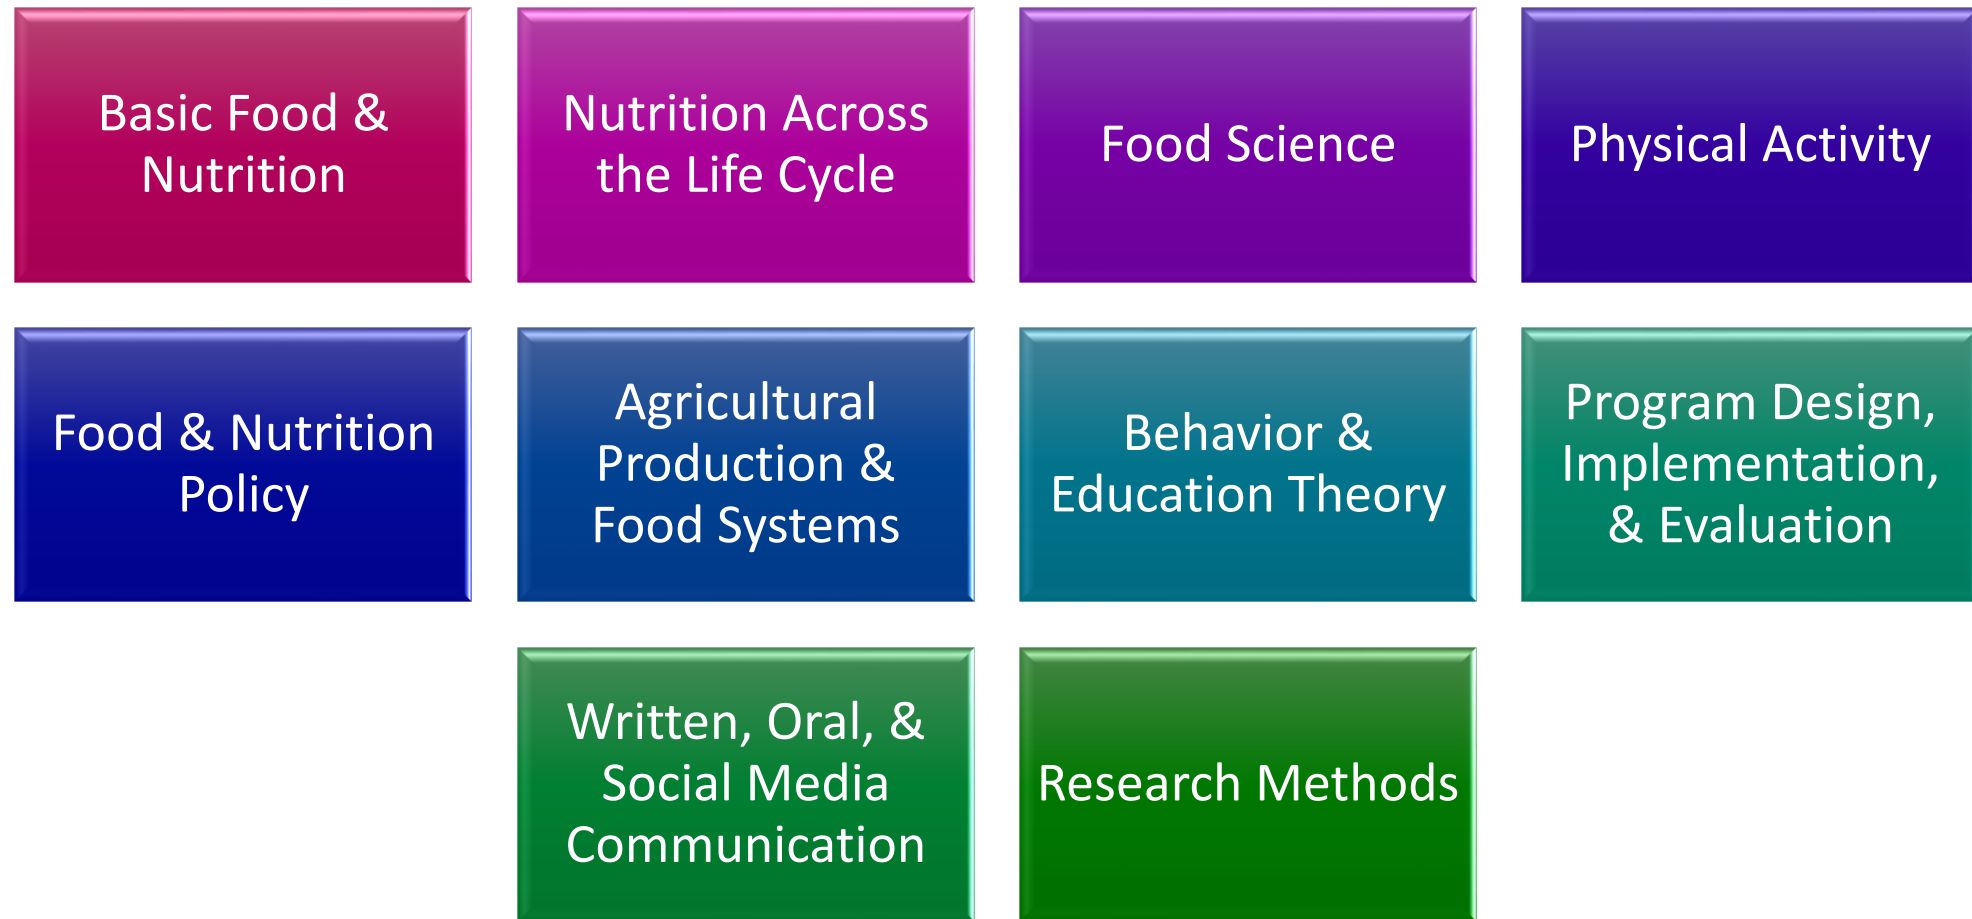 Basic Food &
Nutrition
Nutrition Across
the Life Cycle
Food Science
Physical Activity
Food & Nutrition
Policy
Agricultural
Production &
Food Systems
Behavior &
Education Theory
Program Design,
Implementation,
& Evaluation
Written, Oral, &
Social Media
Communication
Research Methods